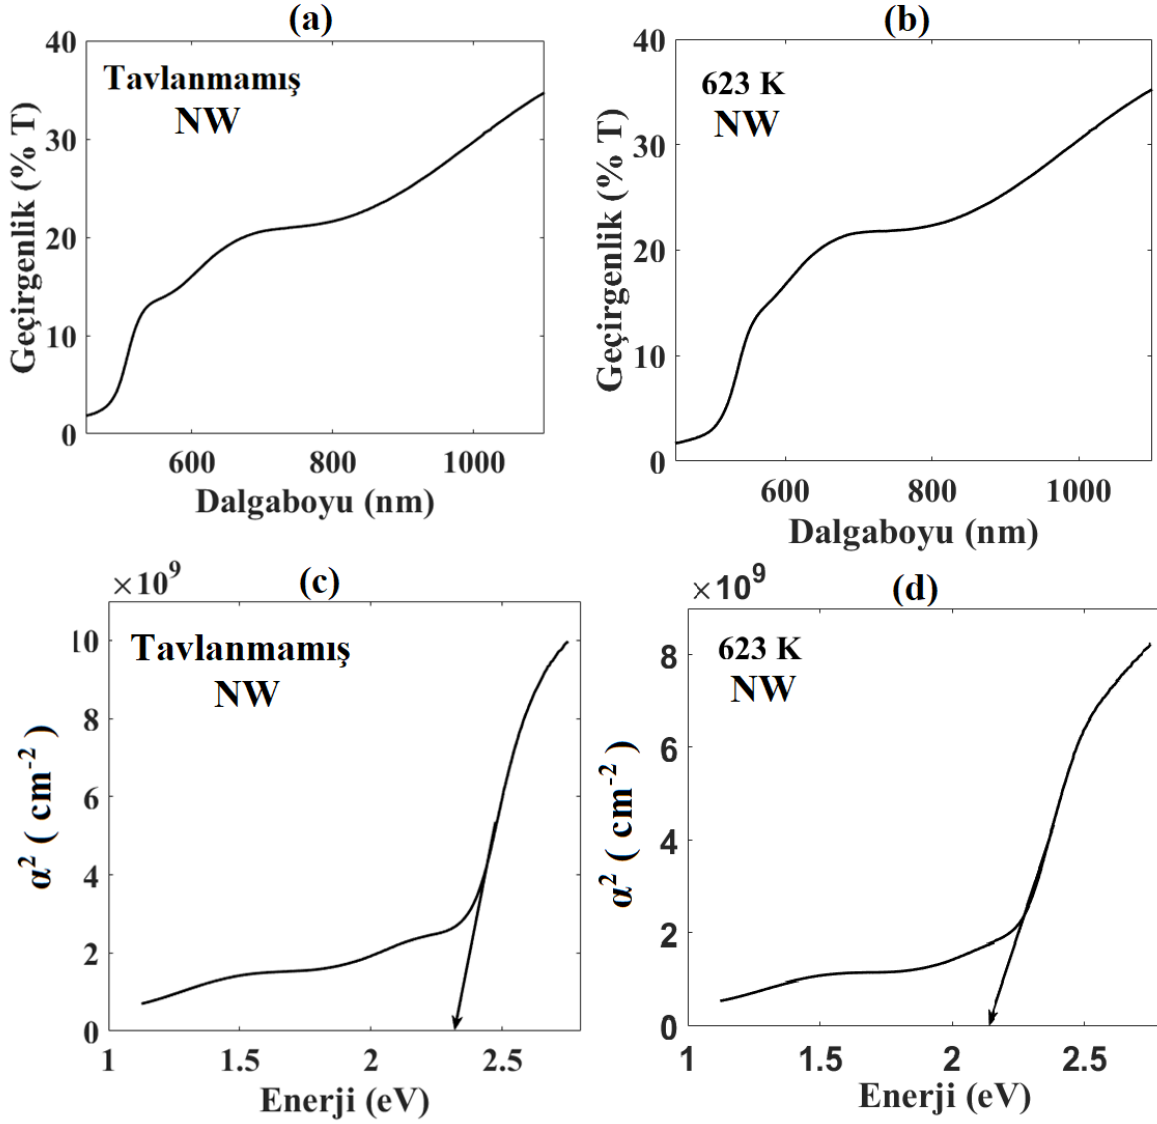 (a)
40
30
20
10
0
Tavlanmamış
NW
Geçirgenlik (% T)
600 800 1000
Dalgaboyu (nm)
(b)
40
30
20
10
0
623 K
NW
Geçirgenlik (% T)
600 800 1000
Dalgaboyu (nm)
(c)
×10⁹
10
8
6
4
2
0
Tavlanmamış
NW
α² ( cm⁻² )
1 1.5 2 2.5
Enerji (eV)
(d)
×10⁹
8
6
4
2
0
623 K
NW
α² ( cm⁻² )
1 1.5 2 2.5
Enerji (eV)